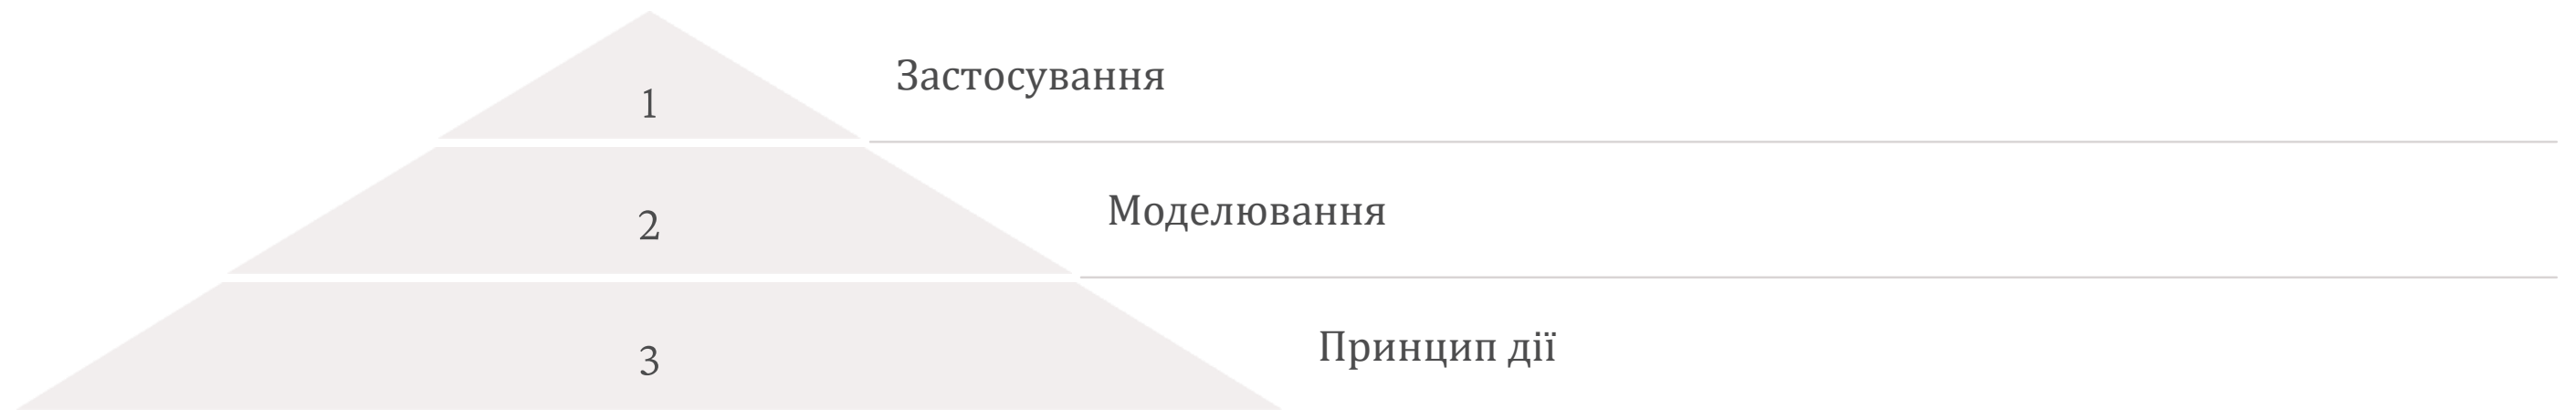 1
Застосування
2
Моделювання
3
Принцип дії